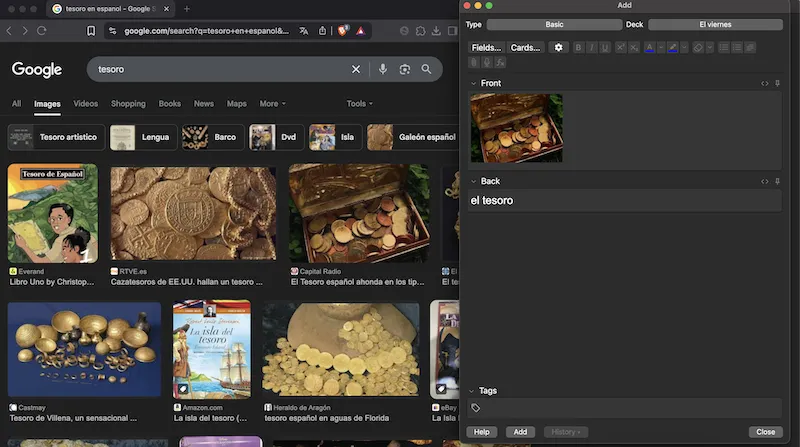 tesoro en espanol – Google
google.com/search?q=tesoro+en+espanol&...
Google
tesoro
All Images Videos Shopping Books News Maps More Tools
Tesoro artistico Lengua Barco Dvd Isla Galeón español
Tesoro de Español
Everand
Libro Uno by Christop...
RTVE.es
Cazatesoros de EE.UU. hallan un tesoro ...
Capital Radio
El Tesoro español ahonda en los tip...
El
Castmay
Tesoro de Villena, un sensacional ...
La isla del
tesoro
Amazon.com
La isla del tesoro (...
Heraldo de Aragón
tesoro español en aguas de Florida
eBay
La Isla
Add
Type Basic Deck El viernes
Fields... Cards...
Front
Back
el tesoro
Tags
Help Add History Close